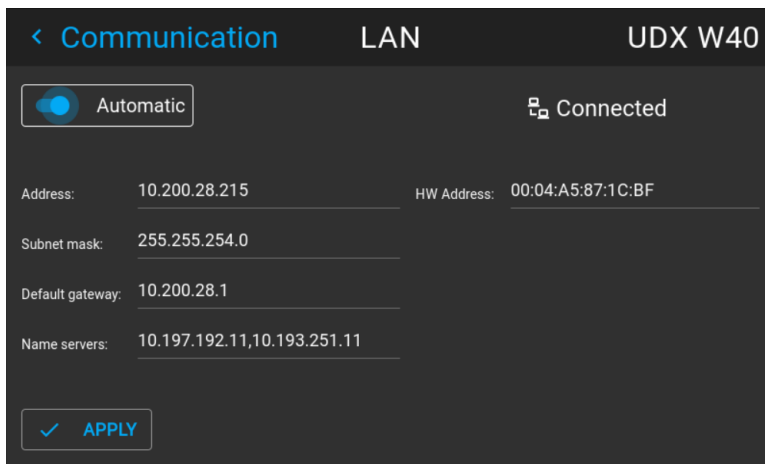 Communication LAN UDX W40
Automatic
Connected
Address: 10.200.28.215 HW Address: 00:04:A5:87:1C:BF
Subnet mask: 255.255.254.0
Default gateway: 10.200.28.1
Name servers: 10.197.192.11,10.193.251.11
APPLY